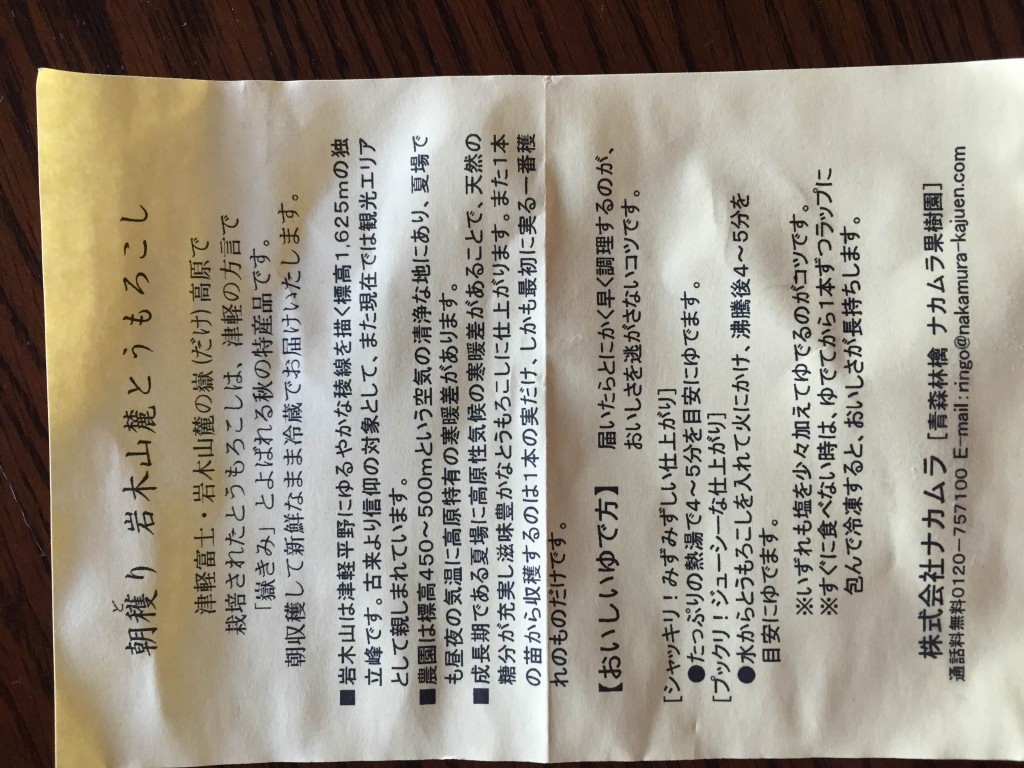 朝穫り 岩木山麓とうもろこし
津軽富士・岩木山麓の嶽(だけ)高原で
栽培されたとうもろこしは、津軽の方言で
「嶽きみ」とよばれる秋の特産品です。
朝収穫して新鮮なまま冷蔵でお届けいたします。
■岩木山は津軽平野にゆるやかな稜線を描く標高1,625mの独
立峰です。古来より信仰の対象として、また現在では観光エリア
として親しまれています。
■農園は標高450〜500mという空気の清浄な地にあり、夏場で
も昼夜の気温に高原特有の寒暖差があります。
■成長期である夏場に高原性気候の寒暖差があることで、天然の
糖分が充実し滋味豊かなとうもろこしに仕上がります。また1本
の苗から収穫するのは1本の実だけ、しかも最初に実る一番穫
れのものだけです。
【おいしいゆで方】 届いたらとにかく早く調理するのが、
おいしさを逃がさないコツです。
[シャッキリ！みずみずしい仕上がり]
●たっぷりの熱湯で4〜5分を目安にゆでます。
[プックリ！ジューシーな仕上がり]
●水からとうもろこしを入れて火にかけ、沸騰後4〜5分を
目安にゆでます。
※いずれも塩を少々加えてゆでるのがコツです。
※すぐに食べない時は、ゆでてから1本ずつラップに
包んで冷凍すると、おいしさが長持ちします。
株式会社ナカムラ [青森林檎 ナカムラ果樹園]
通話料無料0120-757100 E-mail：ringo@nakamura-kajuen.com